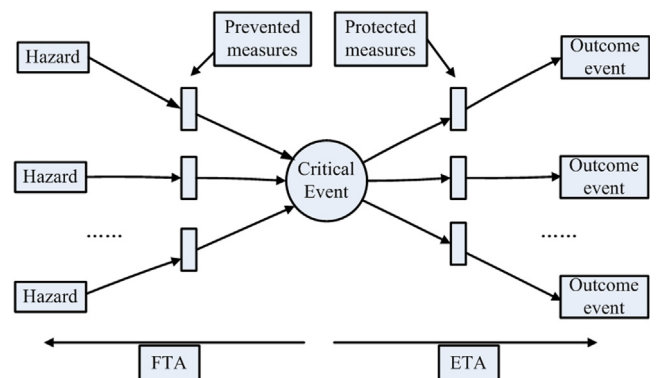 Prevented
measures
Protected
measures
Hazard
Outcome
event
Hazard
Critical
Event
Outcome
event
......
......
Hazard
Outcome
event
FTA
ETA